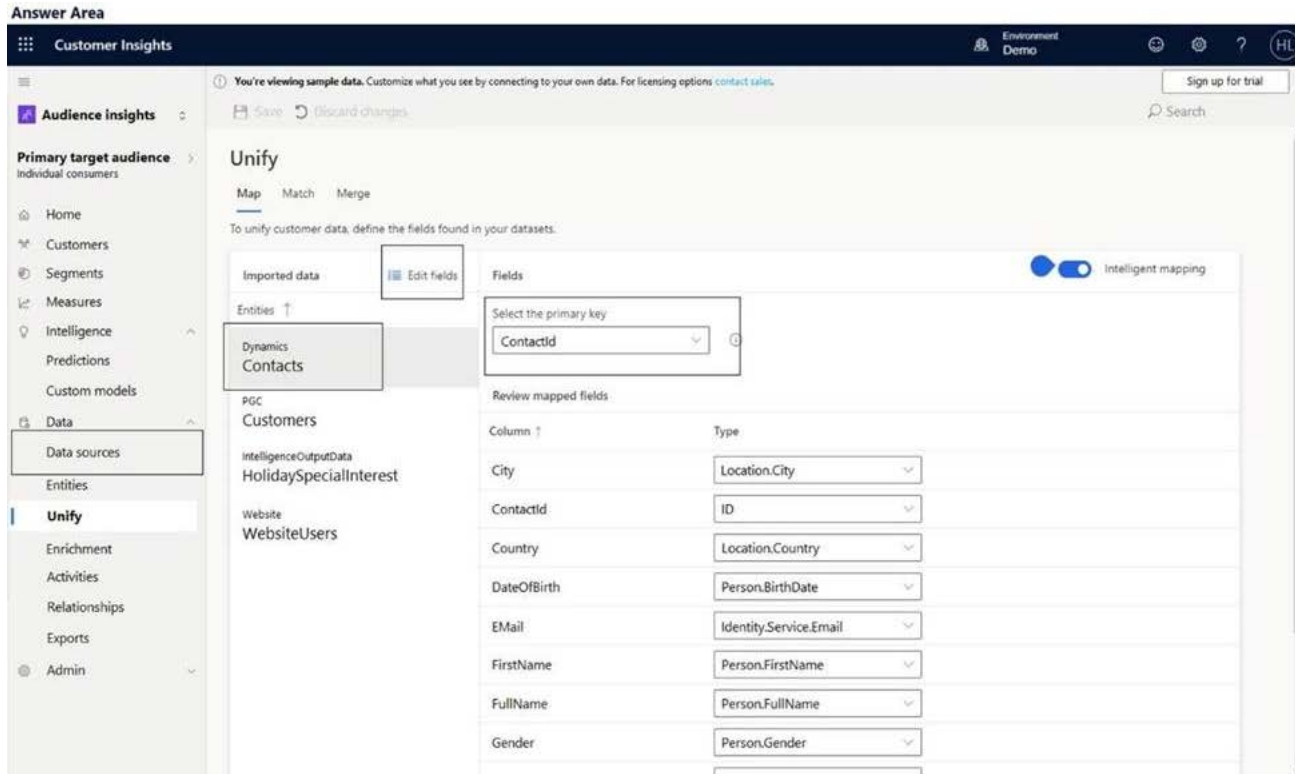 Answer Area
Customer Insights
Environment
Demo
?
HL
You're viewing sample data. Customize what you see by connecting to your own data. For licensing options contact sales.
Sign up for trial
Audience insights
Save Discard changes
Search
Primary target audience
Individual consumers
Home
Customers
Segments
Measures
Intelligence
Predictions
Custom models
Data
Data sources
Entities
Unify
Enrichment
Activities
Relationships
Exports
Admin
Unify
Map Match Merge
To unify customer data, define the fields found in your datasets.
Imported data Edit fields
Entities ↑
Dynamics
Contacts
PGC
Customers
IntelligenceOutputData
HolidaySpecialInterest
Website
WebsiteUsers
Fields
Intelligent mapping
Select the primary key
ContactId
Review mapped fields
Column ↑ Type
City Location.City
ContactId ID
Country Location.Country
DateOfBirth Person.BirthDate
EMail Identity.Service.Email
FirstName Person.FirstName
FullName Person.FullName
Gender Person.Gender